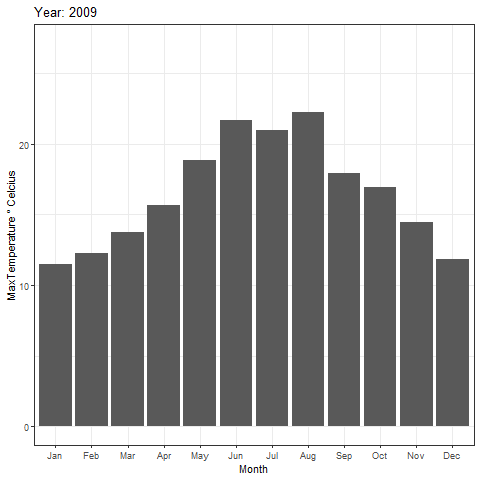 Year: 2009
MaxTemperature " Celcius
20
10
0
Jan Feb Mar Apr May Jun Jul Aug Sep Oct Nov Dec
Month